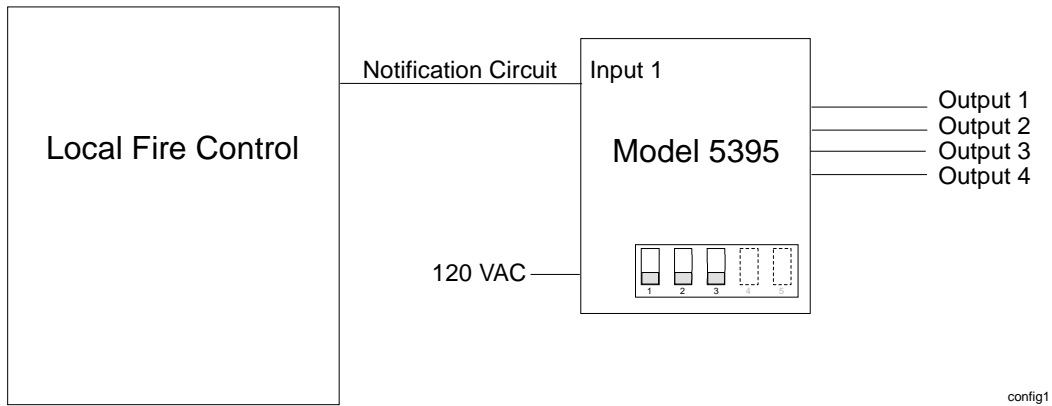 Notification Circuit
Input 1
Local Fire Control
Model 5395
Output 1
Output 2
Output 3
Output 4
120 VAC
1 2 3 4 5
config1